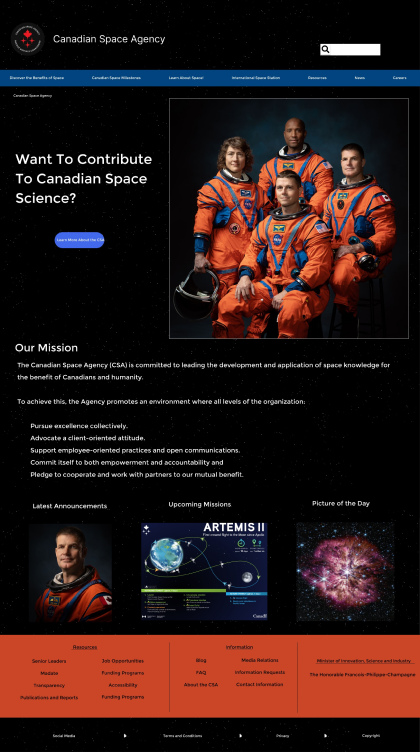 Canadian Space Agency
Discover the Benefits of Space Canadian Space Milestones Learn About Space! International Space Station Resources News Careers
Canadian Space Agency
Want To Contribute
To Canadian Space
Science?
Learn More About the CSA
Our Mission
The Canadian Space Agency (CSA) is committed to leading the development and application of space knowledge for
the benefit of Canadians and humanity.
To achieve this, the Agency promotes an environment where all levels of the organization:
Pursue excellence collectively.
Advocate a client-oriented attitude.
Support employee-oriented practices and open communications.
Commit itself to both empowerment and accountability and
Pledge to cooperate and work with partners to our mutual benefit.
Latest Announcements Upcoming Missions Picture of the Day
ARTEMIS II
First crewed flight to the Moon since Apollo
Canada
Resources Information
Minister of Innovation, Science and Industry
Senior Leaders Job Opportunities Blog Media Relations
Madate Funding Programs FAQ Information Requests
The Honorable Francois-Philippe-Champagne
Transparency Accessibility About the CSA Contact Information
Publications and Reports Funding Programs
Social Media Terms and Conditions Privacy Copyright